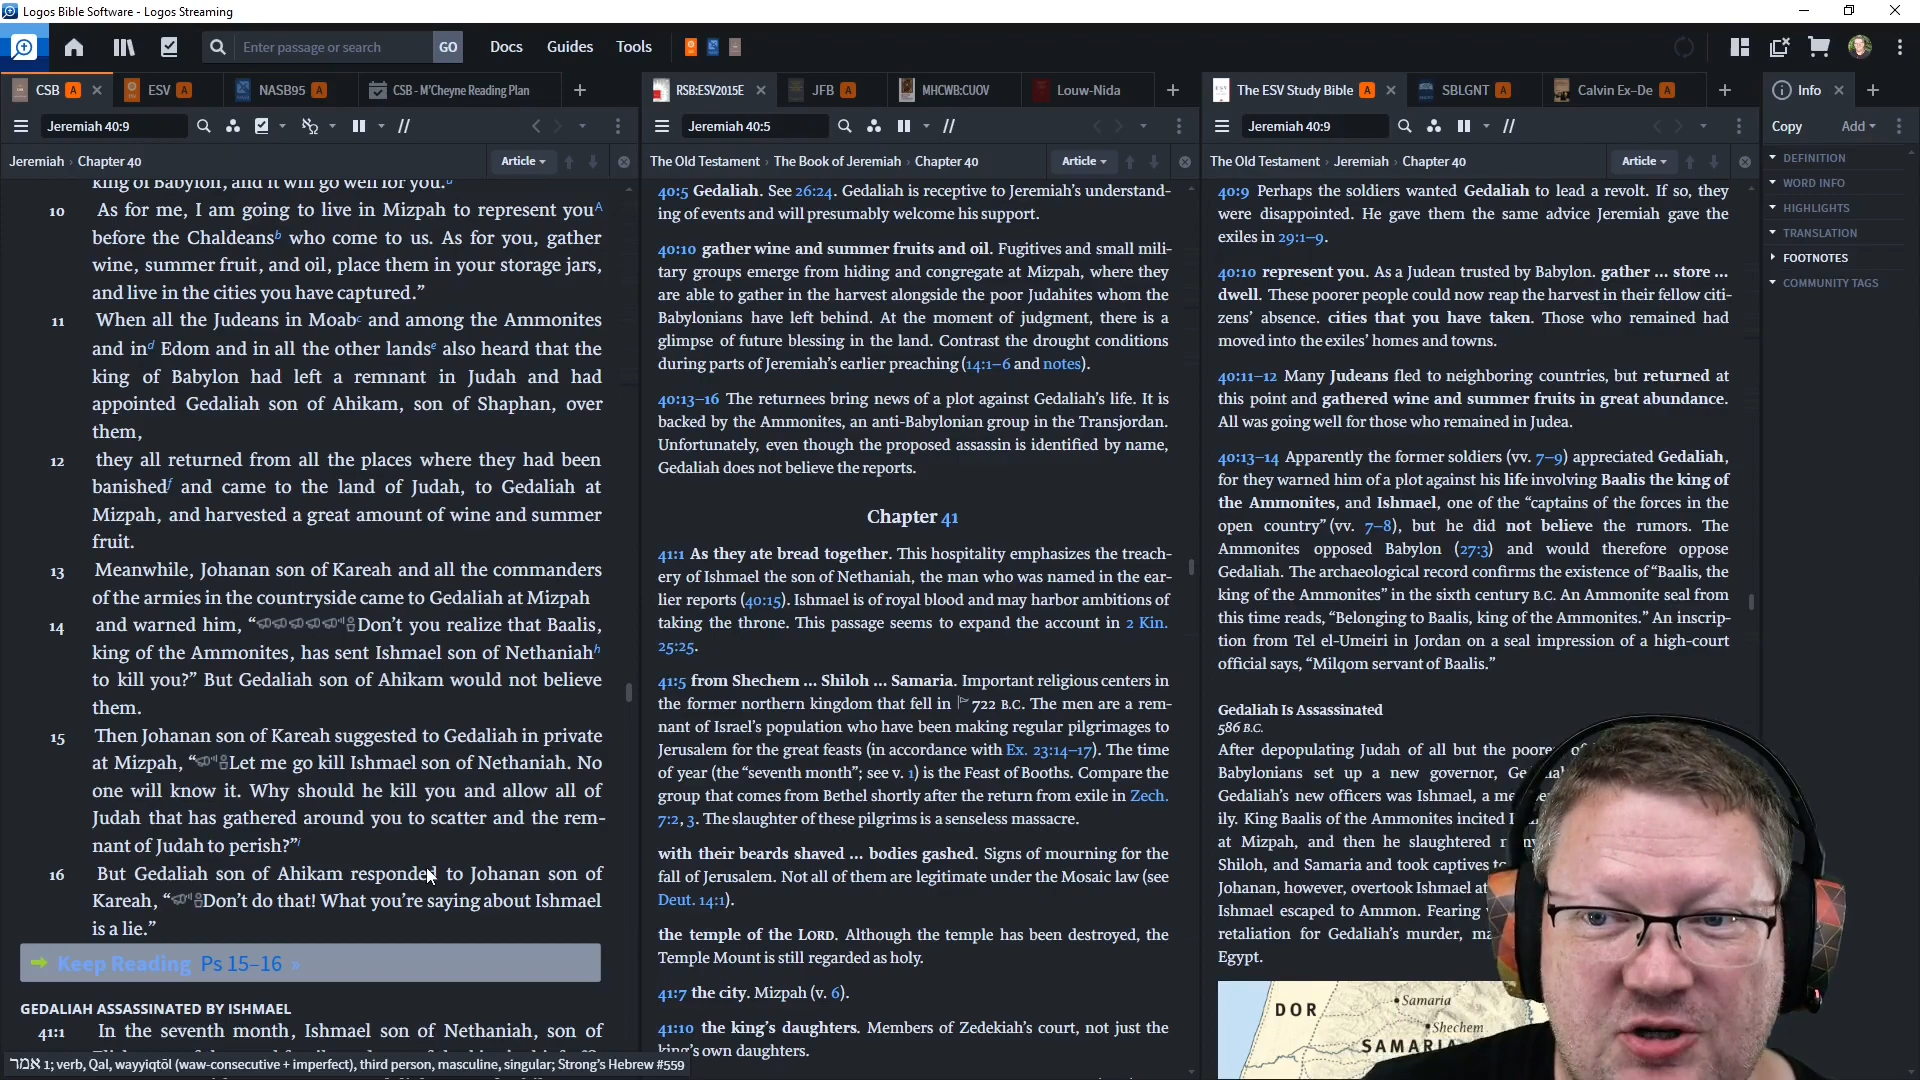 Logos Bible Software - Logos Streaming
Enter passage or search
GO
Docs
Guides
Tools
CSB A
ESV A
NASB95 A
CSB - M'Cheyne Reading Plan
RSB:ESV2015E
JFB A
MHCWB:CUOV
Louw-Nida
The ESV Study Bible A
SBLGNT A
Calvin Ex–De A
Info
Jeremiah 40:9
Jeremiah 40:5
Jeremiah 40:9
Copy
Add
Jeremiah › Chapter 40
Article
The Old Testament › The Book of Jeremiah › Chapter 40
Article
The Old Testament › Jeremiah › Chapter 40
Article
king of Babylon, and it will go well for you.
10 As for me, I am going to live in Mizpah to represent you A
before the Chaldeans b who come to us. As for you, gather
wine, summer fruit, and oil, place them in your storage jars,
and live in the cities you have captured.”
11 When all the Judeans in Moab c and among the Ammonites
and in d Edom and in all the other lands e also heard that the
king of Babylon had left a remnant in Judah and had
appointed Gedaliah son of Ahikam, son of Shaphan, over
them,
12 they all returned from all the places where they had been
banished f and came to the land of Judah, to Gedaliah at
Mizpah, and harvested a great amount of wine and summer
fruit.
13 Meanwhile, Johanan son of Kareah and all the commanders
of the armies in the countryside came to Gedaliah at Mizpah
14 and warned him, “Don’t you realize that Baalis,
king of the Ammonites, has sent Ishmael son of Nethaniah h
to kill you?” But Gedaliah son of Ahikam would not believe
them.
15 Then Johanan son of Kareah suggested to Gedaliah in private
at Mizpah, “Let me go kill Ishmael son of Nethaniah. No
one will know it. Why should he kill you and allow all of
Judah that has gathered around you to scatter and the rem-
nant of Judah to perish?” i
16 But Gedaliah son of Ahikam responded to Johanan son of
Kareah, “Don’t do that! What you’re saying about Ishmael
is a lie.”
Keep Reading Ps 15–16 »
GEDALIAH ASSASSINATED BY ISHMAEL
41:1 In the seventh month, Ishmael son of Nethaniah, son of
אמר 1; verb, Qal, wayyiqtōl (waw-consecutive + imperfect), third person, masculine, singular; Strong’s Hebrew #559
40:5 Gedaliah. See 26:24. Gedaliah is receptive to Jeremiah’s understand-
ing of events and will presumably welcome his support.
40:10 gather wine and summer fruits and oil. Fugitives and small mili-
tary groups emerge from hiding and congregate at Mizpah, where they
are able to gather in the harvest alongside the poor Judahites whom the
Babylonians have left behind. At the moment of judgment, there is a
glimpse of future blessing in the land. Contrast the drought conditions
during parts of Jeremiah’s earlier preaching (14:1–6 and notes).
40:13–16 The returnees bring news of a plot against Gedaliah’s life. It is
backed by the Ammonites, an anti-Babylonian group in the Transjordan.
Unfortunately, even though the proposed assassin is identified by name,
Gedaliah does not believe the reports.
Chapter 41
41:1 As they ate bread together. This hospitality emphasizes the treach-
ery of Ishmael the son of Nethaniah, the man who was named in the ear-
lier reports (40:15). Ishmael is of royal blood and may harbor ambitions of
taking the throne. This passage seems to expand the account in 2 Kin.
25:25.
41:5 from Shechem ... Shiloh ... Samaria. Important religious centers in
the former northern kingdom that fell in 722 B.C. The men are a rem-
nant of Israel’s population who have been making regular pilgrimages to
Jerusalem for the great feasts (in accordance with Ex. 23:14–17). The time
of year (the “seventh month”; see v. 1) is the Feast of Booths. Compare the
group that comes from Bethel shortly after the return from exile in Zech.
7:2, 3. The slaughter of these pilgrims is a senseless massacre.
with their beards shaved ... bodies gashed. Signs of mourning for the
fall of Jerusalem. Not all of them are legitimate under the Mosaic law (see
Deut. 14:1).
the temple of the LORD. Although the temple has been destroyed, the
Temple Mount is still regarded as holy.
41:7 the city. Mizpah (v. 6).
41:10 the king’s daughters. Members of Zedekiah’s court, not just the
king’s own daughters.
40:9 Perhaps the soldiers wanted Gedaliah to lead a revolt. If so, they
were disappointed. He gave them the same advice Jeremiah gave the
exiles in 29:1–9.
40:10 represent you. As a Judean trusted by Babylon. gather ... store ...
dwell. These poorer people could now reap the harvest in their fellow citi-
zens’ absence. cities that you have taken. Those who remained had
moved into the exiles’ homes and towns.
40:11–12 Many Judeans fled to neighboring countries, but returned at
this point and gathered wine and summer fruits in great abundance.
All was going well for those who remained in Judea.
40:13–14 Apparently the former soldiers (vv. 7–9) appreciated Gedaliah,
for they warned him of a plot against his life involving Baalis the king of
the Ammonites, and Ishmael, one of the “captains of the forces in the
open country” (vv. 7–8), but he did not believe the rumors. The
Ammonites opposed Babylon (27:3) and would therefore oppose
Gedaliah. The archaeological record confirms the existence of “Baalis, the
king of the Ammonites” in the sixth century B.C. An Ammonite seal from
this time reads, “Belonging to Baalis, king of the Ammonites.” An inscrip-
tion from Tel el-Umeiri in Jordan on a seal impression of a high-court
official says, “Milqom servant of Baalis.”
Gedaliah Is Assassinated
586 B.C.
After depopulating Judah of all but the poore
Babylonians set up a new governor,
Gedaliah’s new officers was Ishmael, a
ily. King Baalis of the Ammonites incited
at Mizpah, and then he slaughtered
Shiloh, and Samaria and took captives
Johanan, however, overtook Ishmael at
Ishmael escaped to Ammon. Fearing
retaliation for Gedaliah’s murder,
Egypt.
DOR
Samaria
Shechem
SAMARIA
DEFINITION
WORD INFO
HIGHLIGHTS
TRANSLATION
FOOTNOTES
COMMUNITY TAGS